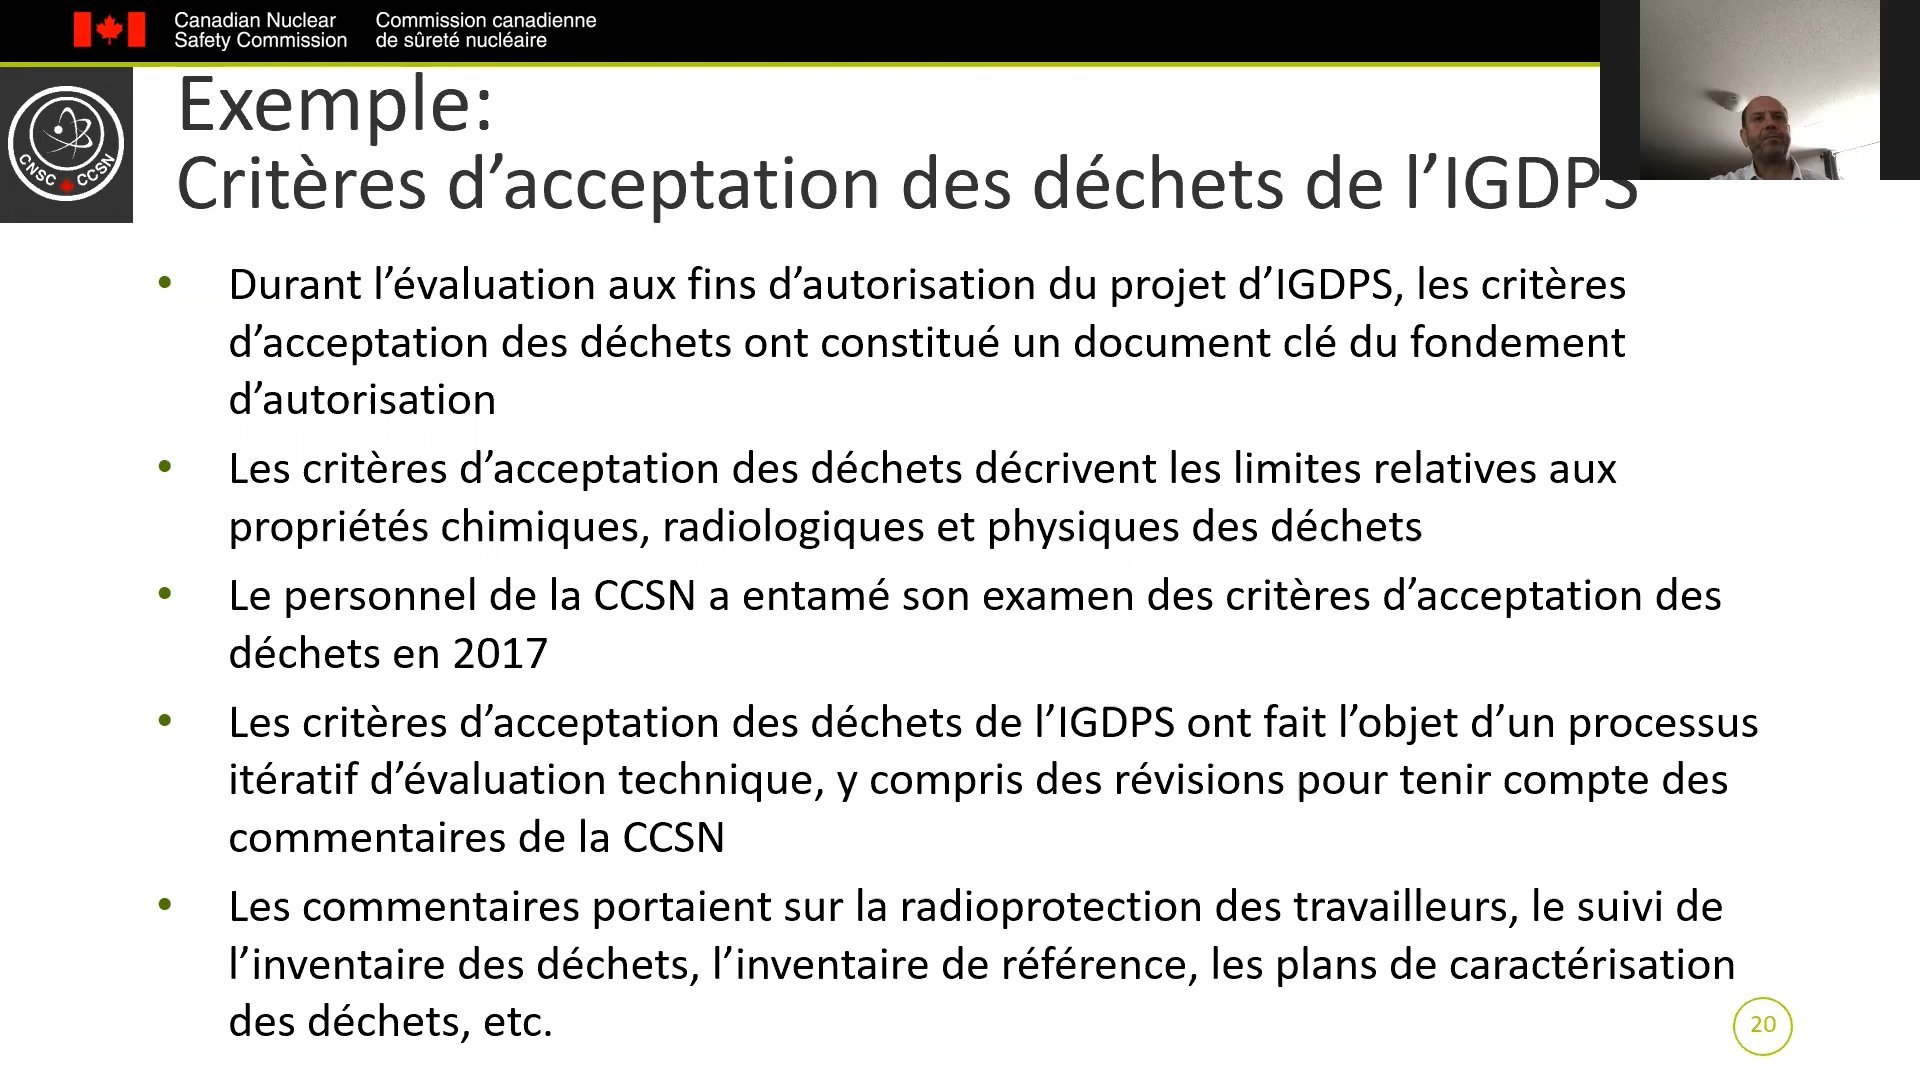 Canadian Nuclear
Safety Commission
Commission canadienne
de sûreté nucléaire
CNSC CCSN
Exemple:
Critères d’acceptation des déchets de l’IGDPS
• Durant l’évaluation aux fins d’autorisation du projet d’IGDPS, les critères
d’acceptation des déchets ont constitué un document clé du fondement
d’autorisation
• Les critères d’acceptation des déchets décrivent les limites relatives aux
propriétés chimiques, radiologiques et physiques des déchets
• Le personnel de la CCSN a entamé son examen des critères d’acceptation des
déchets en 2017
• Les critères d’acceptation des déchets de l’IGDPS ont fait l’objet d’un processus
itératif d’évaluation technique, y compris des révisions pour tenir compte des
commentaires de la CCSN
• Les commentaires portaient sur la radioprotection des travailleurs, le suivi de
l’inventaire des déchets, l’inventaire de référence, les plans de caractérisation
des déchets, etc.
20